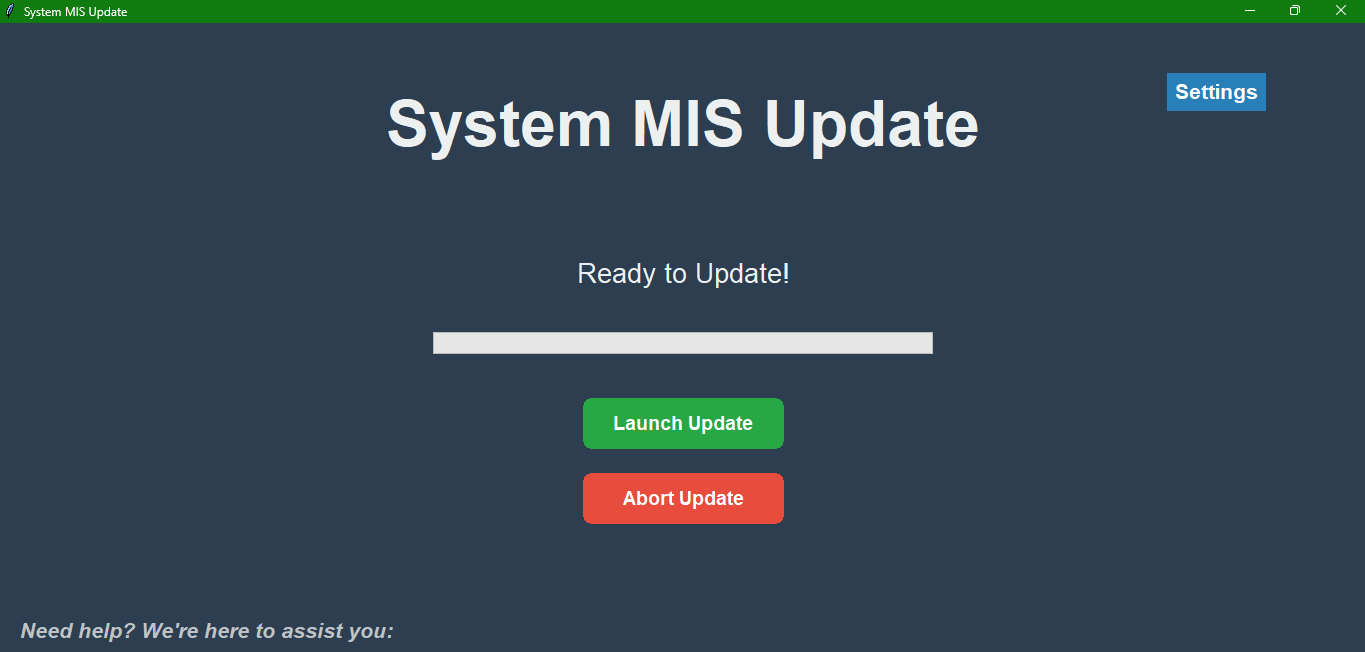 System MIS Update
Settings
System MIS Update
Ready to Update!
Launch Update
Abort Update
Need help? We're here to assist you: